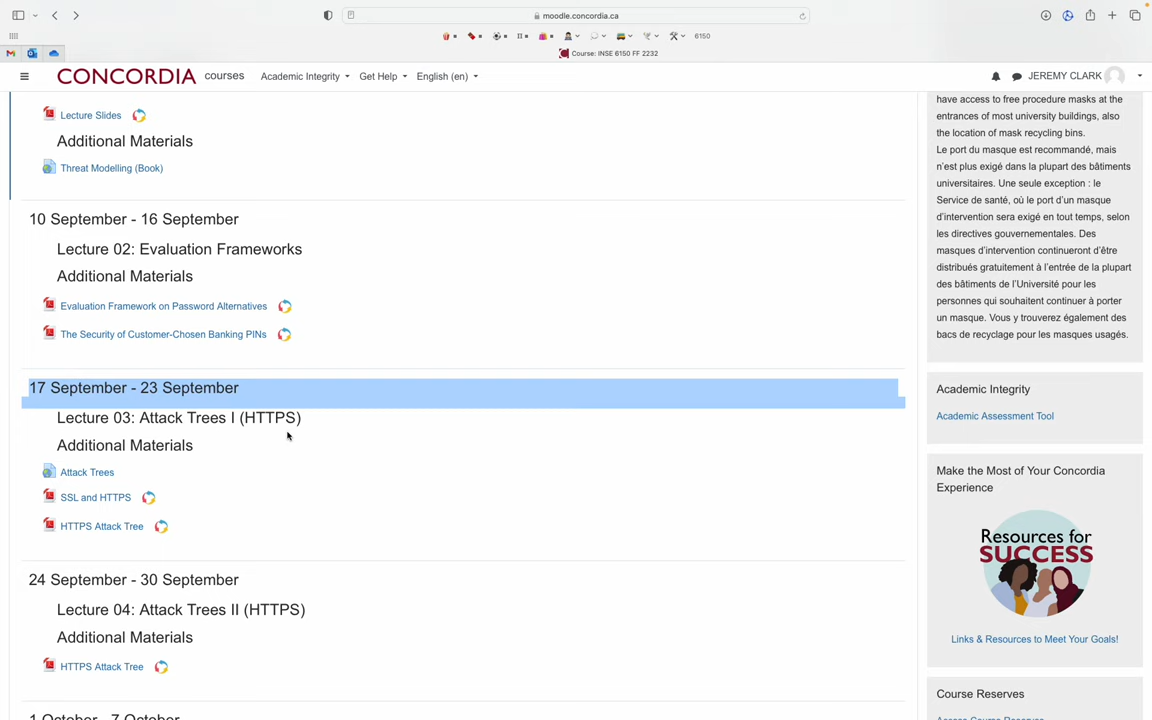 moodle.concordia.ca
6150
Course: INSE 6150 FF 2232
CONCORDIA courses Academic Integrity Get Help English (en) JEREMY CLARK
Lecture Slides
Additional Materials
Threat Modelling (Book)
10 September - 16 September
Lecture 02: Evaluation Frameworks
Additional Materials
Evaluation Framework on Password Alternatives
The Security of Customer-Chosen Banking PINs
17 September - 23 September
Lecture 03: Attack Trees I (HTTPS)
Additional Materials
Attack Trees
SSL and HTTPS
HTTPS Attack Tree
24 September - 30 September
Lecture 04: Attack Trees II (HTTPS)
Additional Materials
HTTPS Attack Tree
1 October - 7 October
have access to free procedure masks at the
entrances of most university buildings, also
the location of mask recycling bins.
Le port du masque est recommandé, mais
n'est plus exigé dans la plupart des bâtiments
universitaires. Une seule exception : le
Service de santé, où le port d'un masque
d'intervention sera exigé en tout temps, selon
les directives gouvernementales. Des
masques d'intervention continueront d'être
distribués gratuitement à l'entrée de la plupart
des bâtiments de l'Université pour les
personnes qui souhaitent continuer à porter
un masque. Vous y trouverez également des
bacs de recyclage pour les masques usagés.
Academic Integrity
Academic Assessment Tool
Make the Most of Your Concordia
Experience
Resources for
SUCCESS
Links & Resources to Meet Your Goals!
Course Reserves
Access Course Reserves